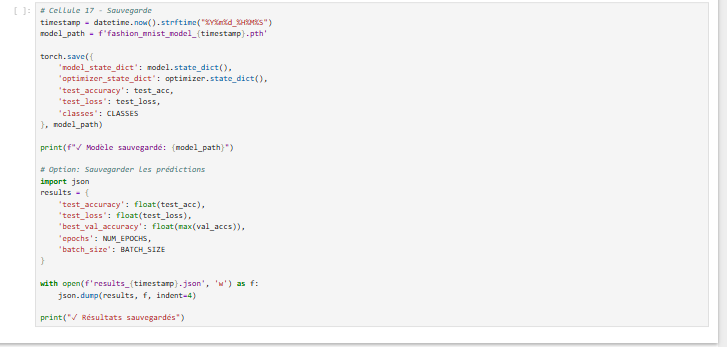 [ ]: # Cellule 17 - Sauvegarde
timestamp = datetime.now().strftime("%Y%m%d_%H%M%S")
model_path = f'fashion_mnist_model_{timestamp}.pth'
torch.save({
'model_state_dict': model.state_dict(),
'optimizer_state_dict': optimizer.state_dict(),
'test_accuracy': test_acc,
'test_loss': test_loss,
'classes': CLASSES
}, model_path)
print(f"✓ Modèle sauvegardé: {model_path}")
# Option: Sauvegarder les prédictions
import json
results = {
'test_accuracy': float(test_acc),
'test_loss': float(test_loss),
'best_val_accuracy': float(max(val_accs)),
'epochs': NUM_EPOCHS,
'batch_size': BATCH_SIZE
}
with open(f'results_{timestamp}.json', 'w') as f:
json.dump(results, f, indent=4)
print("✓ Résultats sauvegardés")